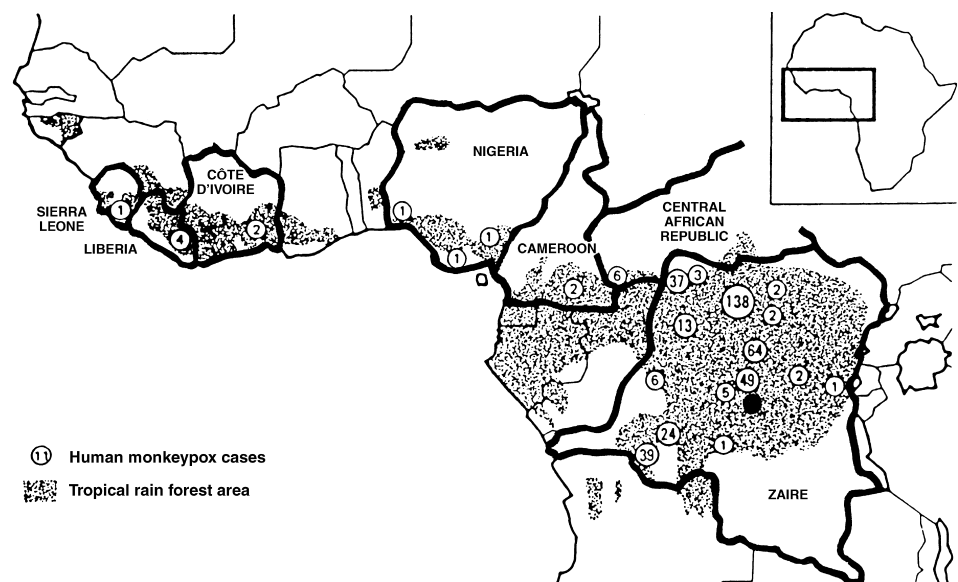 NIGERIA
CÔTE
D'IVOIRE
1
SIERRA
LEONE
LIBERIA
4
2
1
1
1
CAMEROON
2
CENTRAL
AFRICAN
REPUBLIC
6
37
3
138
2
2
13
64
6
49
5
2
1
24
39
1
ZAIRE
11 Human monkeypox cases
Tropical rain forest area